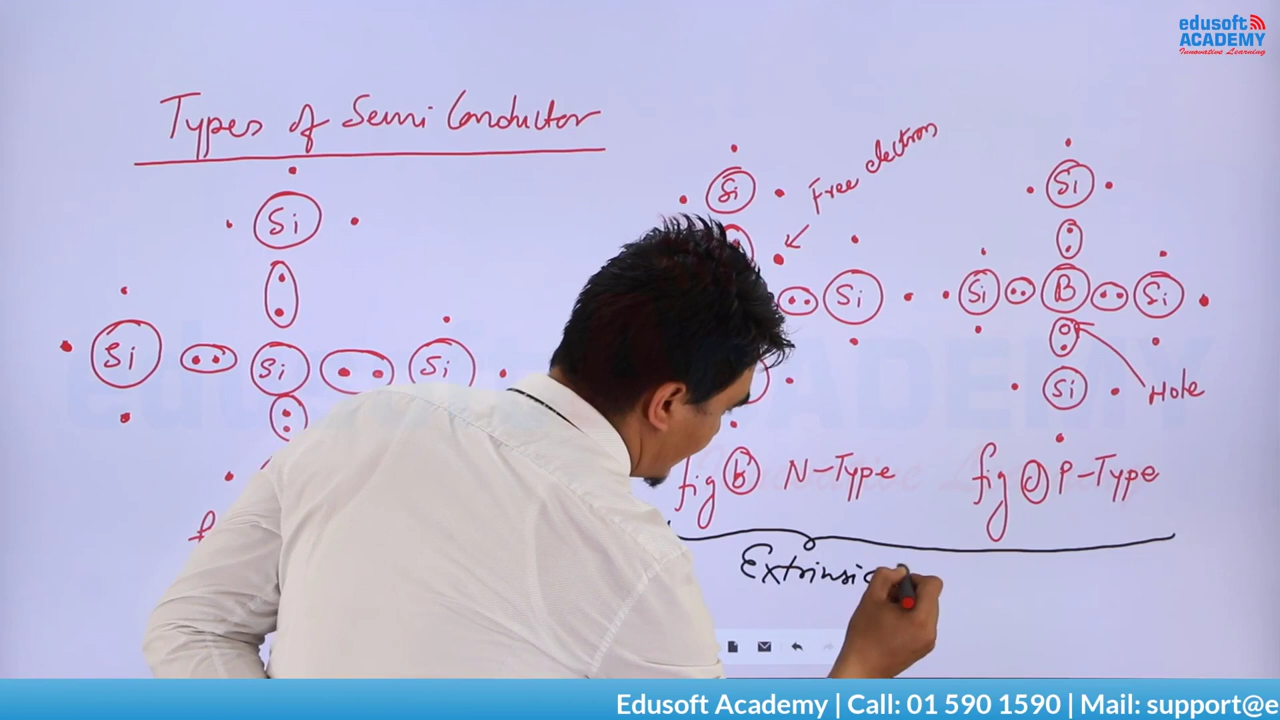 edusoft
ACADEMY
Innovative Learning
Types of Semi Conductor
Si
Si
Si
Si
Si
Free electron
Si
Si
Si
B
Si
Si
Hole
fig b N-Type
fig c P-Type
Extrinsic
Edusoft Academy | Call: 01 590 1590 | Mail: support@e